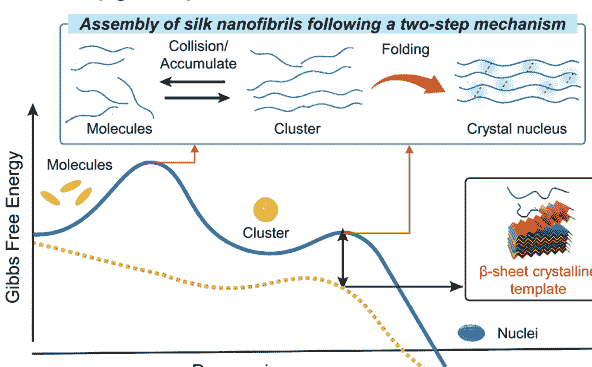 Assembly of silk nanofibrils following a two-step mechanism
Collision/
Accumulate
Folding
Molecules
Cluster
Crystal nucleus
Molecules
Cluster
Gibbs Free Energy
β-sheet crystalline
template
Nuclei